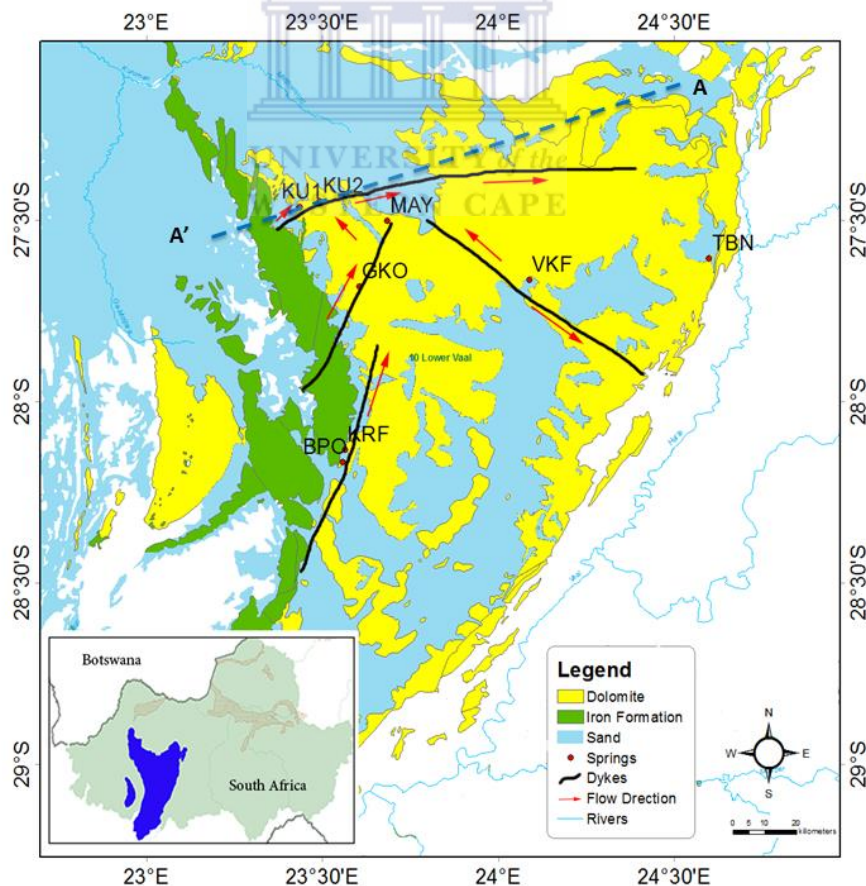 23°E
23°30'E
24°E
24°30'E
UNIVERSITY of the
WESTERN CAPE
A
KU1 KU2
MAY
A'
GKO
VKF
TBN
10 Lower Vaal
BPO KRF
27°30'S
28°S
28°30'S
29°S
27°30'S
28°S
28°30'S
29°S
Vaal
Botswana
South Africa
Legend
Dolomite
Iron Formation
Sand
Springs
Dykes
Flow Direction
Rivers
N
W E
S
0 5 10 20
kilometers
23°E
23°30'E
24°E
24°30'E